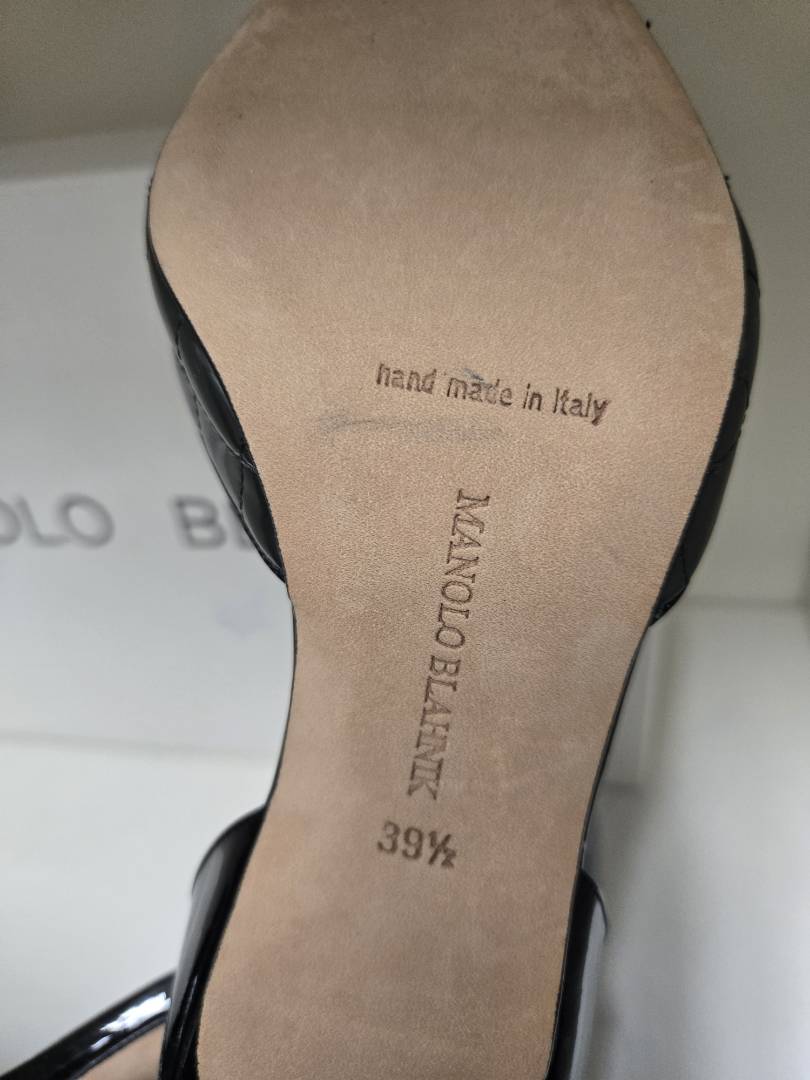 hand made in Italy
MANOLO BLAHNIK
39½
OLO BL